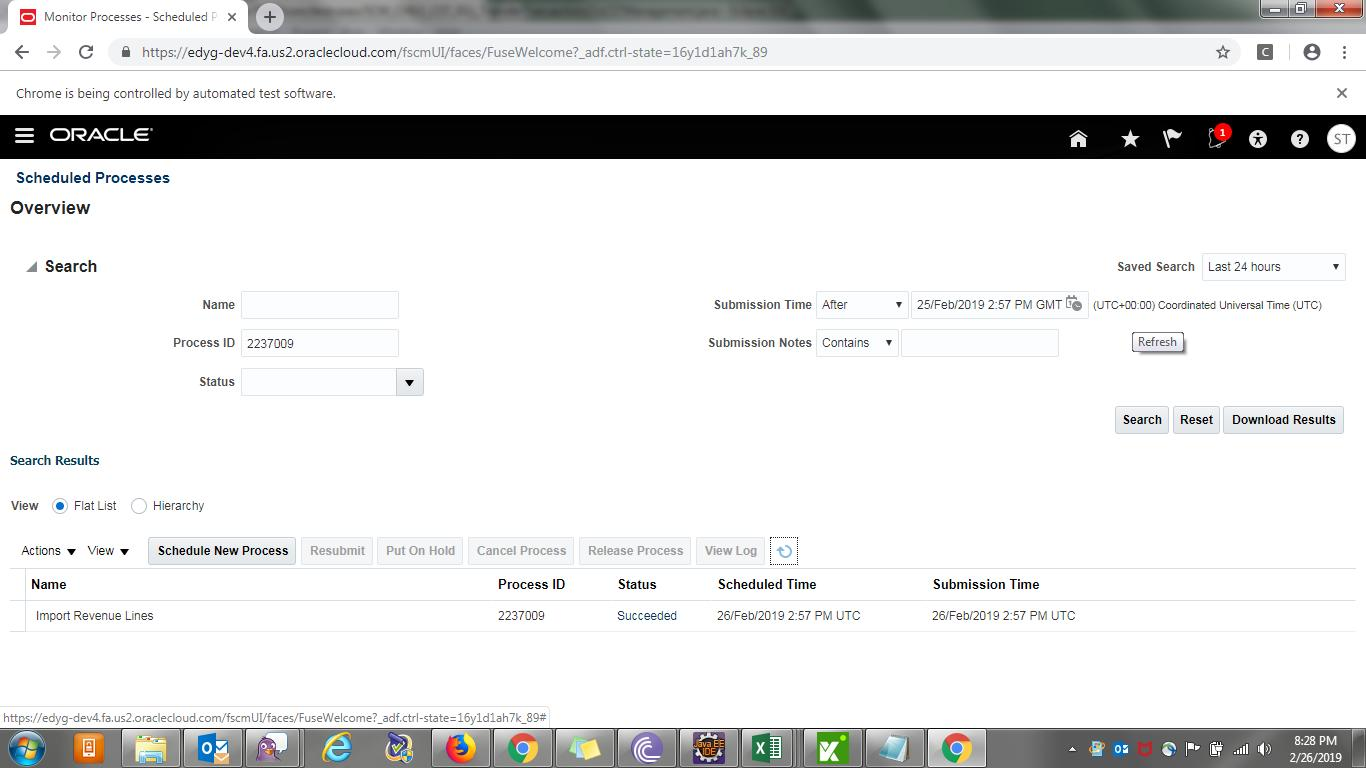 Monitor Processes - Scheduled P
https://edyg-dev4.fa.us2.oraclecloud.com/fscmUI/faces/FuseWelcome?_adf.ctrl-state=16y1d1ah7k_89
C
Chrome is being controlled by automated test software.
ORACLE
1
ST
Scheduled Processes
Overview
Search
Saved Search Last 24 hours
Name
Submission Time After 25/Feb/2019 2:57 PM GMT (UTC+00:00) Coordinated Universal Time (UTC)
Process ID 2237009
Submission Notes Contains
Refresh
Status
Search Reset Download Results
Search Results
View Flat List Hierarchy
Actions View Schedule New Process Resubmit Put On Hold Cancel Process Release Process View Log
Name Process ID Status Scheduled Time Submission Time
Import Revenue Lines 2237009 Succeeded 26/Feb/2019 2:57 PM UTC 26/Feb/2019 2:57 PM UTC
https://edyg-dev4.fa.us2.oraclecloud.com/fscmUI/faces/FuseWelcome?_adf.ctrl-state=16y1d1ah7k_89#
Java EE
IDE
8:28 PM
2/26/2019